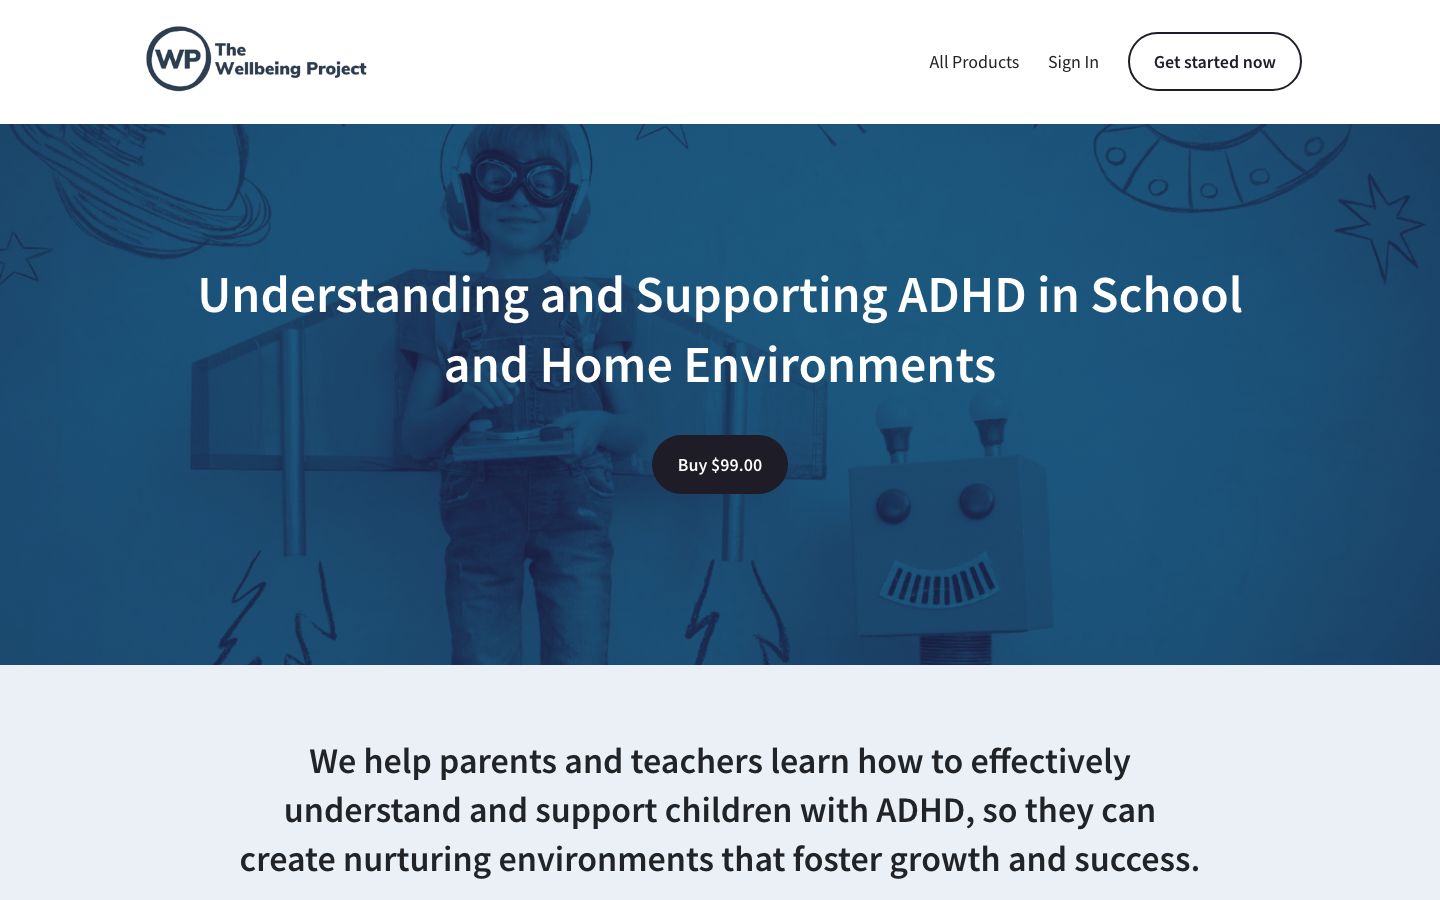 WP The
Wellbeing Project
All Products
Sign In
Get started now
Understanding and Supporting ADHD in School
and Home Environments
Buy $99.00
We help parents and teachers learn how to effectively
understand and support children with ADHD, so they can
create nurturing environments that foster growth and success.